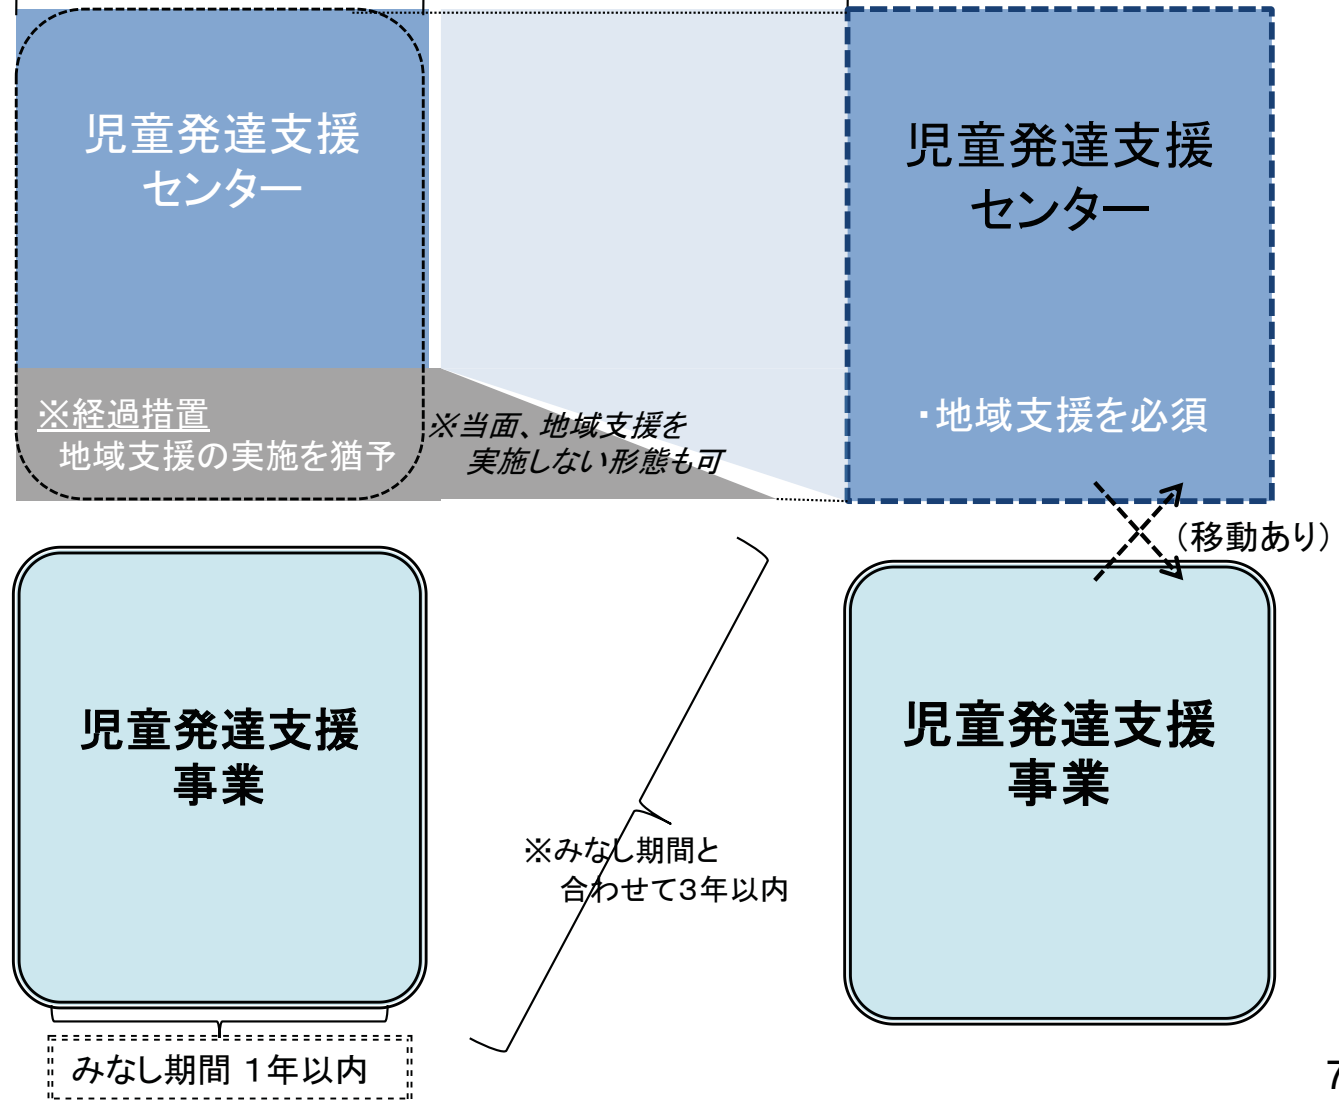 児童発達支援
センター
児童発達支援
センター
※経過措置
地域支援の実施を猶予
※当面、地域支援を
実施しない形態も可
・地域支援を必須
(移動あり)
児童発達支援
事業
児童発達支援
事業
※みなし期間と
合わせて3年以内
みなし期間 1年以内
7